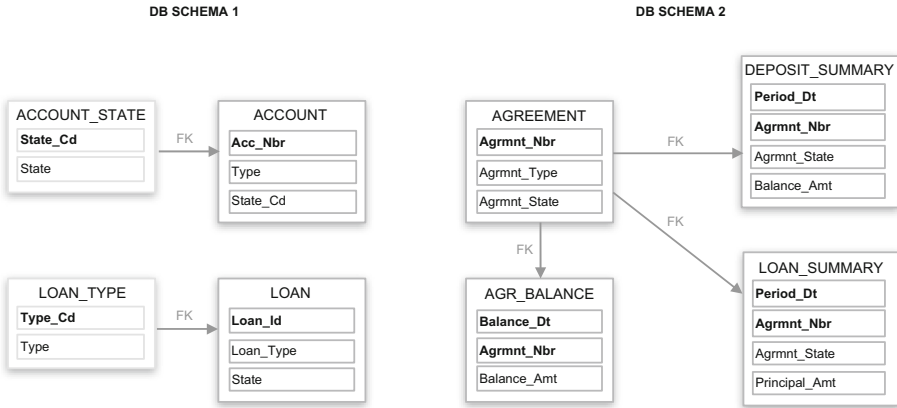 DB SCHEMA 1
ACCOUNT_STATE
State_Cd
State
FK
ACCOUNT
Acc_Nbr
Type
State_Cd
LOAN_TYPE
Type_Cd
Type
FK
LOAN
Loan_Id
Loan_Type
State
DB SCHEMA 2
AGREEMENT
Agrmnt_Nbr
Agrmnt_Type
Agrmnt_State
FK
FK
FK
AGR_BALANCE
Balance_Dt
Agrmnt_Nbr
Balance_Amt
DEPOSIT_SUMMARY
Period_Dt
Agrmnt_Nbr
Agrmnt_State
Balance_Amt
LOAN_SUMMARY
Period_Dt
Agrmnt_Nbr
Agrmnt_State
Principal_Amt